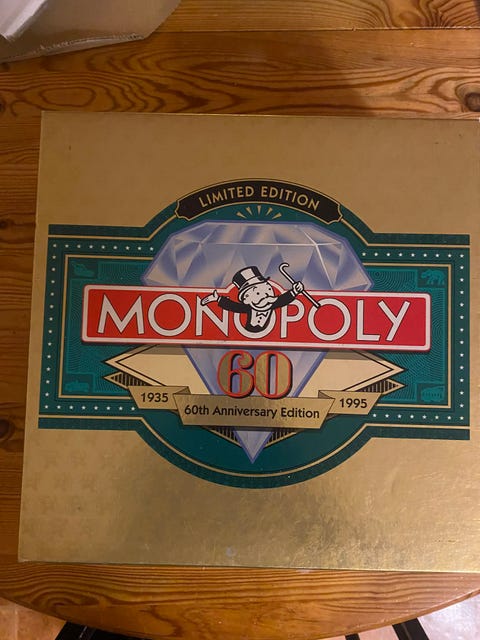 LIMITED EDITION
MONOPOLY
60
1935
60th Anniversary Edition
1995